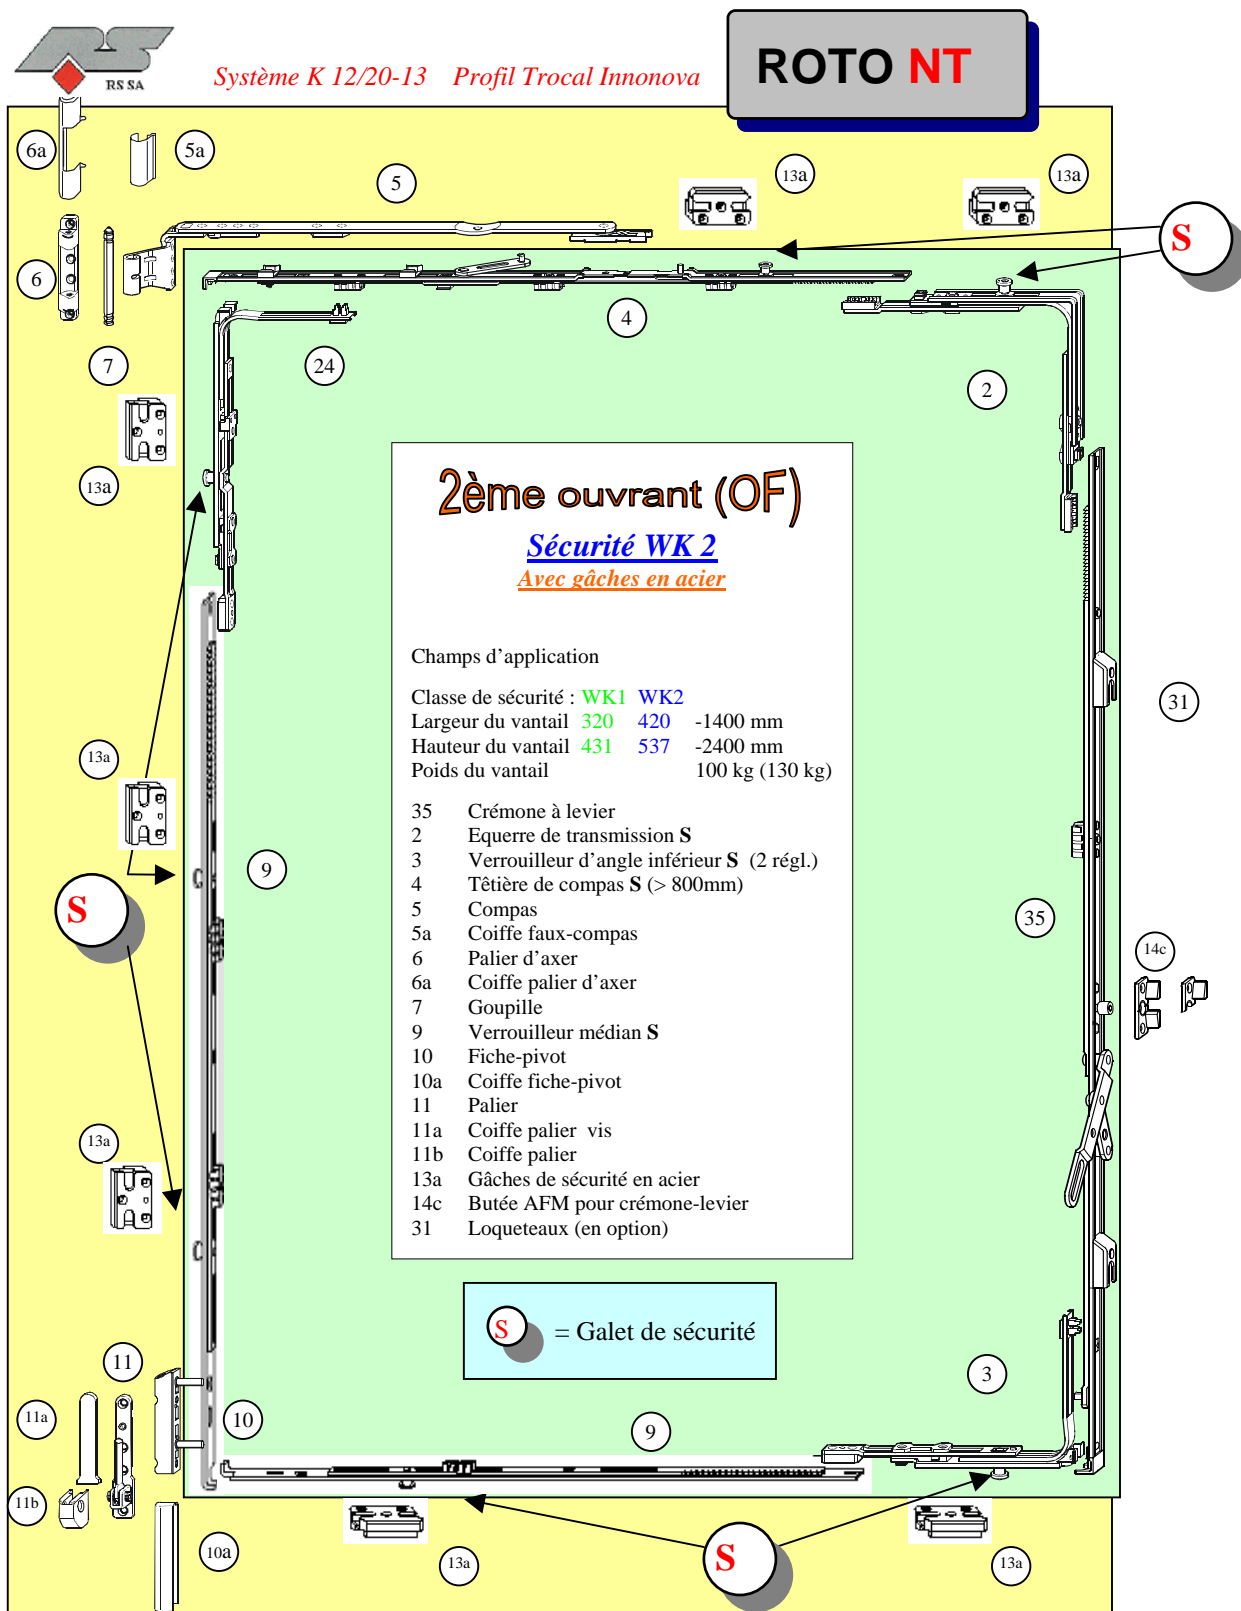 RS SA
Système K 12/20-13 Profil Trocal Innonova
ROTO NT
6a
5a
5
13a
13a
S
6
4
7
24
2
13a
2ème ouvrant (OF)
Sécurité WK 2
Avec gâches en acier
Champs d’application
Classe de sécurité : WK1 WK2
Largeur du vantail 320 420 -1400 mm
Hauteur du vantail 431 537 -2400 mm
Poids du vantail 100 kg (130 kg)
35 Crémone à levier
2 Equerre de transmission S
3 Verrouilleur d’angle inférieur S (2 régl.)
4 Têtière de compas S (> 800mm)
5 Compas
5a Coiffe faux-compas
6 Palier d’axer
6a Coiffe palier d’axer
7 Goupille
9 Verrouilleur médian S
10 Fiche-pivot
10a Coiffe fiche-pivot
11 Palier
11a Coiffe palier vis
11b Coiffe palier
13a Gâches de sécurité en acier
14c Butée AFM pour crémone-levier
31 Loqueteaux (en option)
31
13a
9
S
35
14c
13a
S = Galet de sécurité
11
3
11a
10
9
11b
10a
13a
S
13a